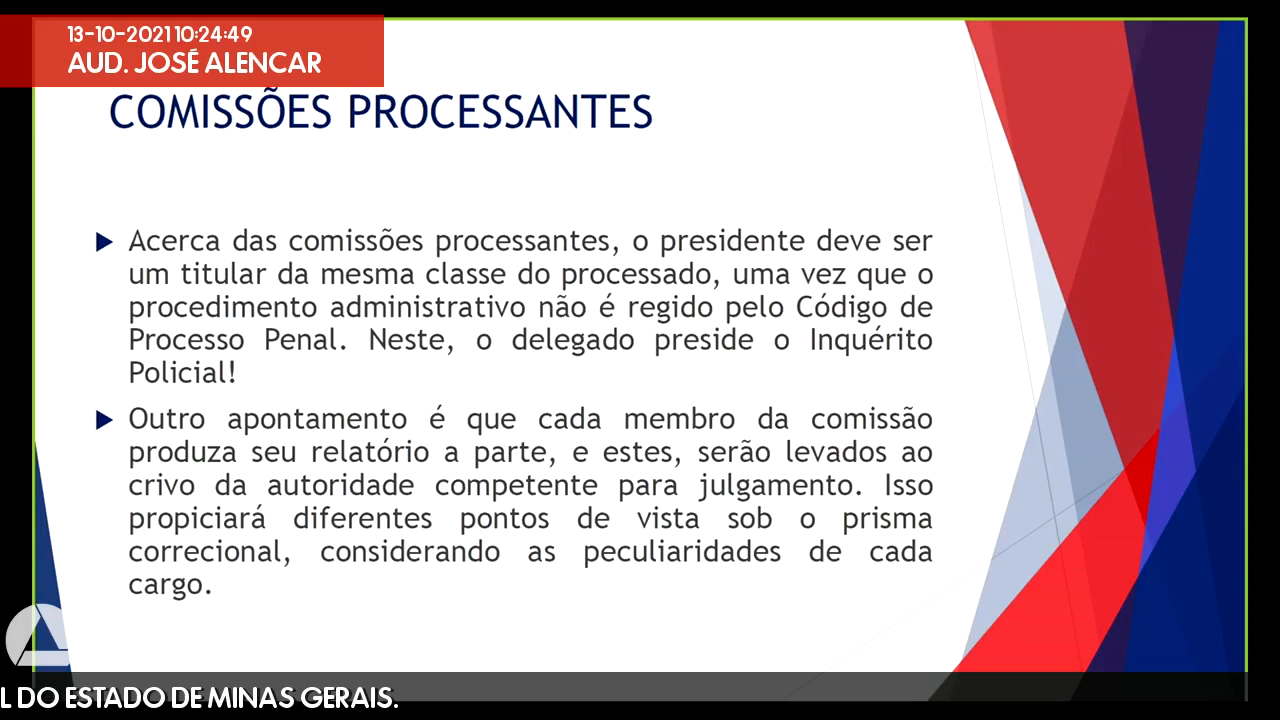 13-10-2021 10:24:49
AUD. JOSÉ ALENCAR
COMISSÕES PROCESSANTES
Acerca das comissões processantes, o presidente deve ser
um titular da mesma classe do processado, uma vez que o
procedimento administrativo não é regido pelo Código de
Processo Penal. Neste, o delegado preside o Inquérito
Policial!
Outro apontamento é que cada membro da comissão
produza seu relatório a parte, e estes, serão levados ao
crivo da autoridade competente para julgamento. Isso
propiciará diferentes pontos de vista sob o prisma
correcional, considerando as peculiaridades de cada
cargo.
L DO ESTADO DE MINAS GERAIS.